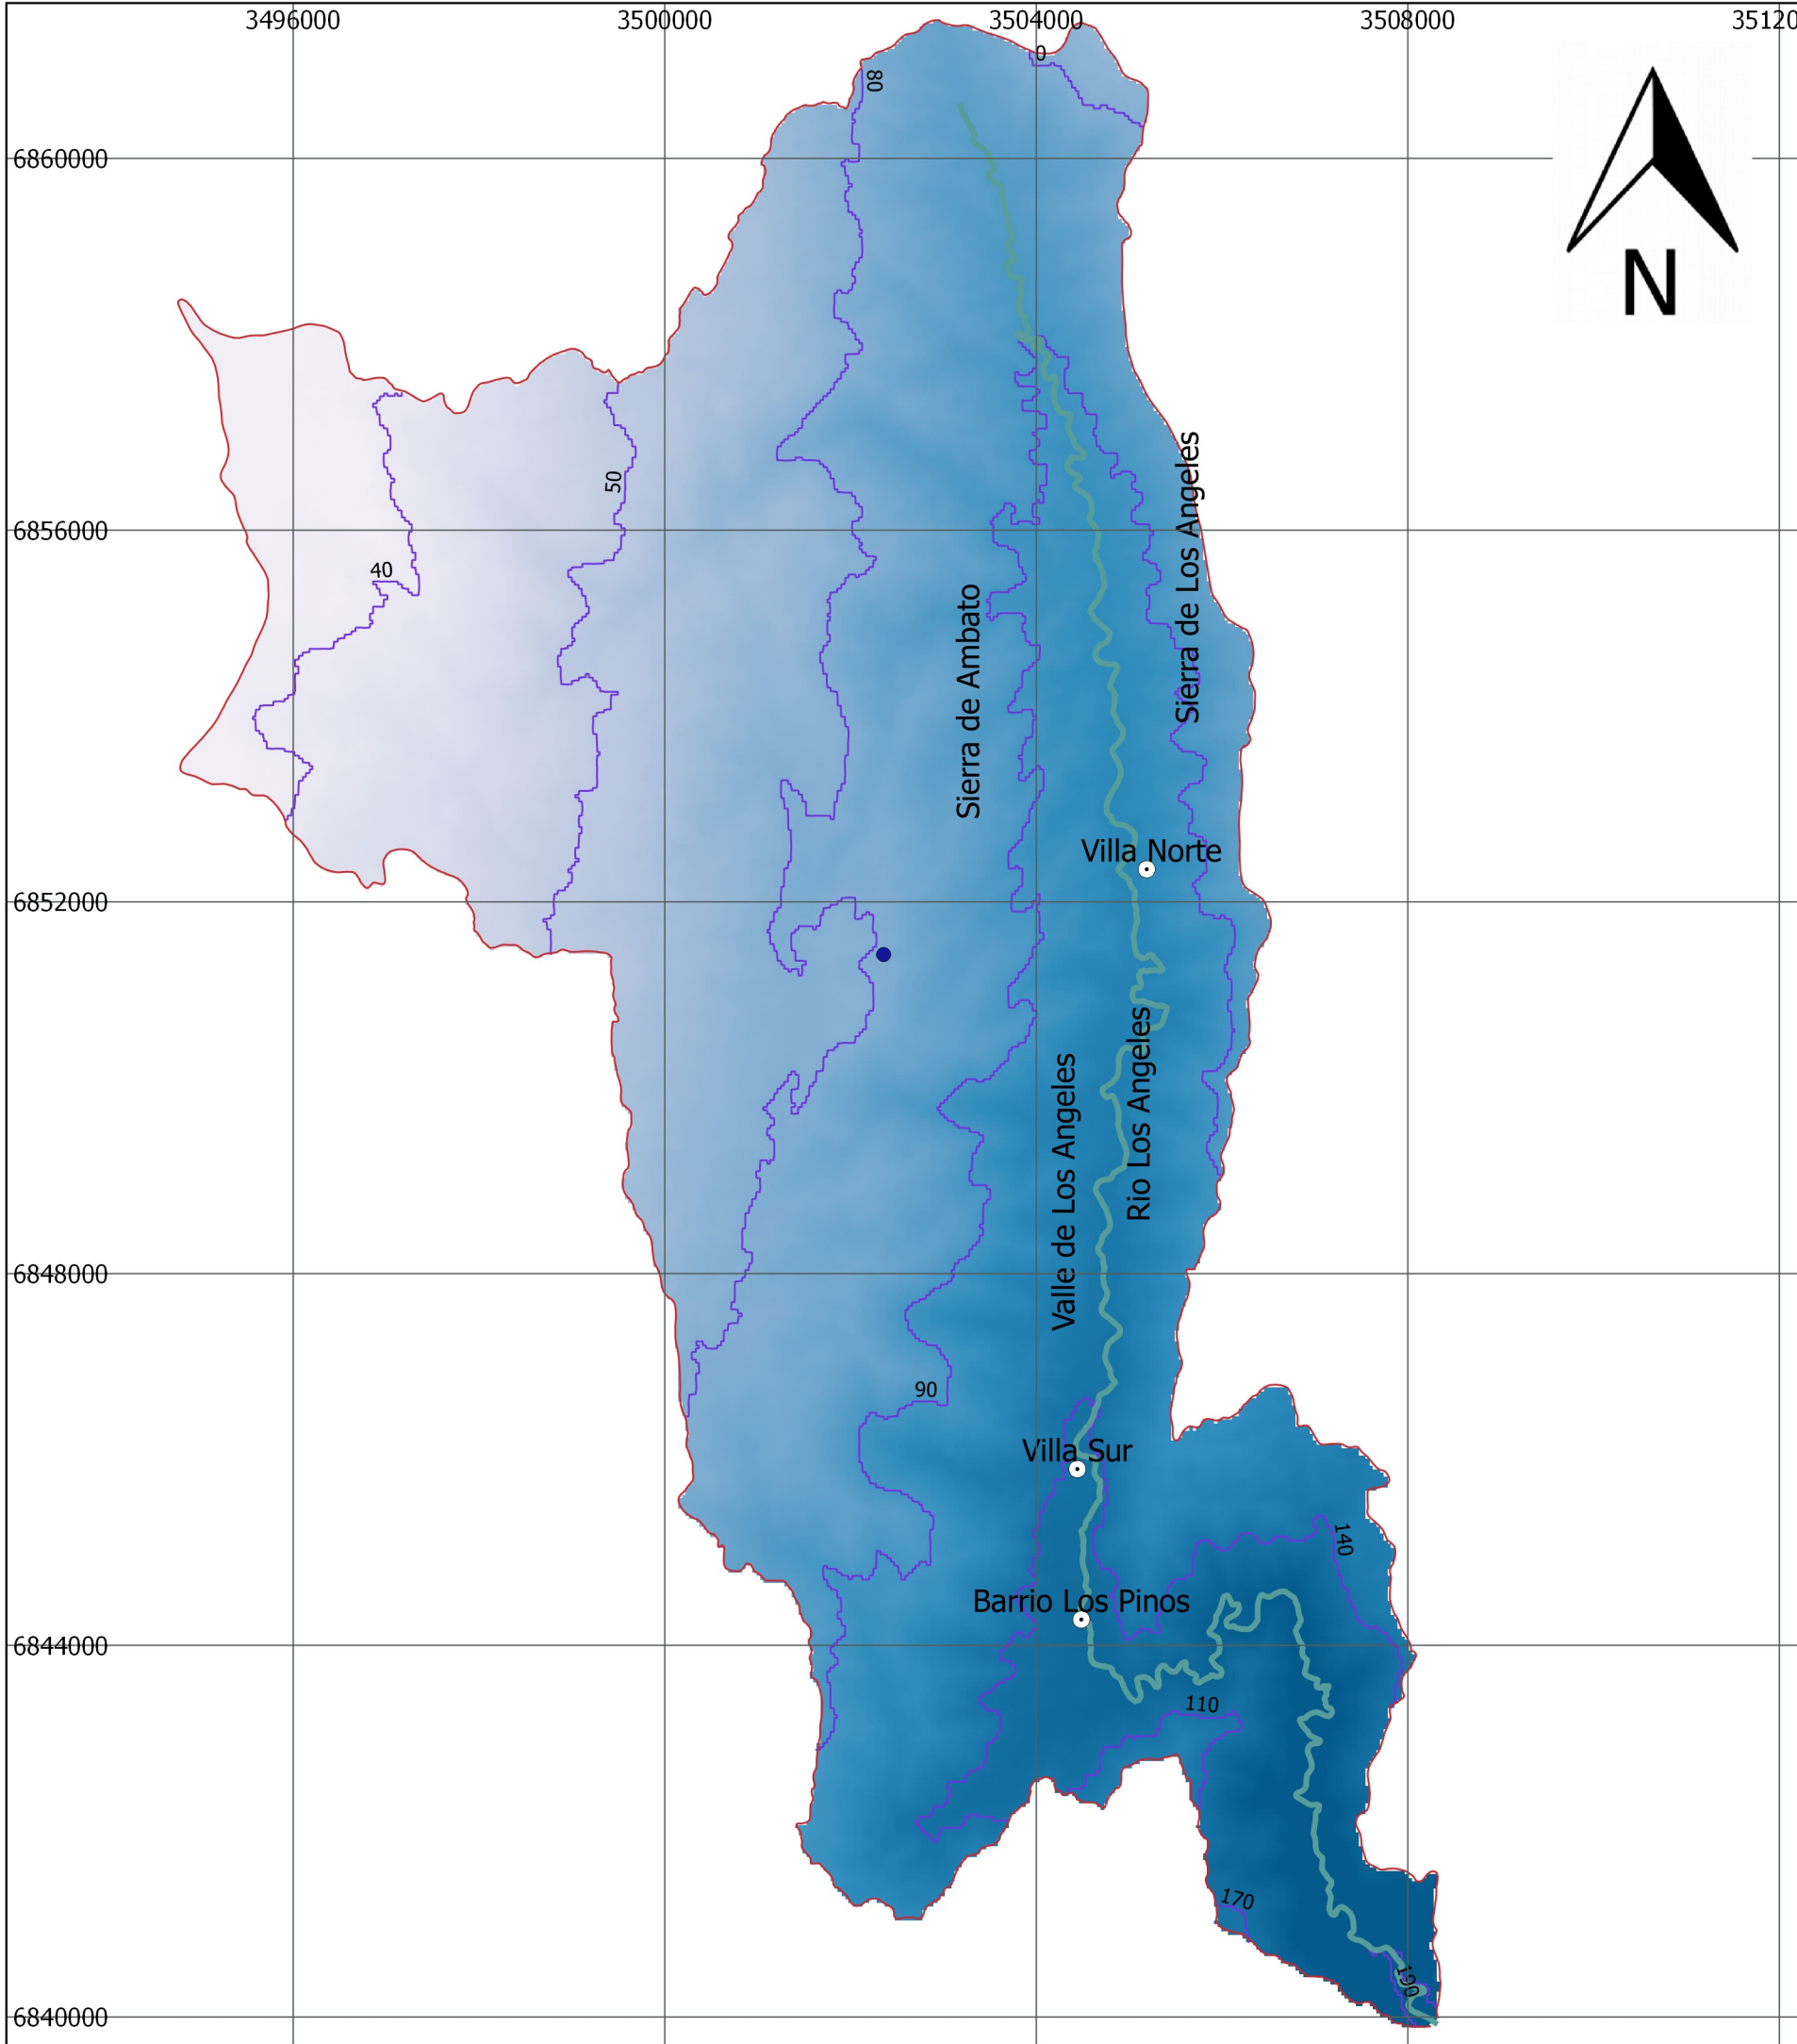 3496000
3500000
3504000
3508000
3512
0
80
6860000
N
50
6856000
40
Sierra de Los Angeles
Sierra de Ambato
Villa Norte
6852000
Rio Los Angeles
Valle de Los Angeles
6848000
90
Villa Sur
140
Barrio Los Pinos
6844000
110
170
190
6840000